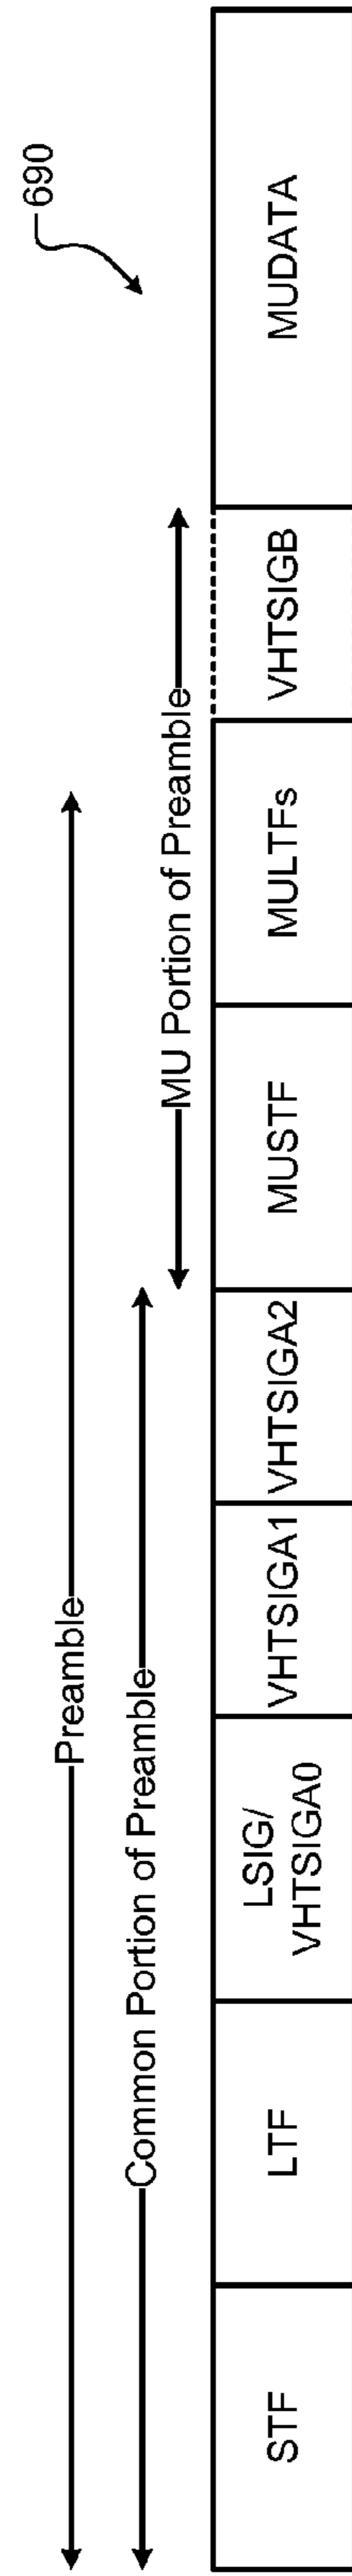 690
Preamble
Common Portion of Preamble
MU Portion of Preamble
STF
LTF
LSIG/
VHTSIGA0
VHTSIGA1
VHTSIGA2
MUSTF
MULTFs
VHTSIGB
MUDATA